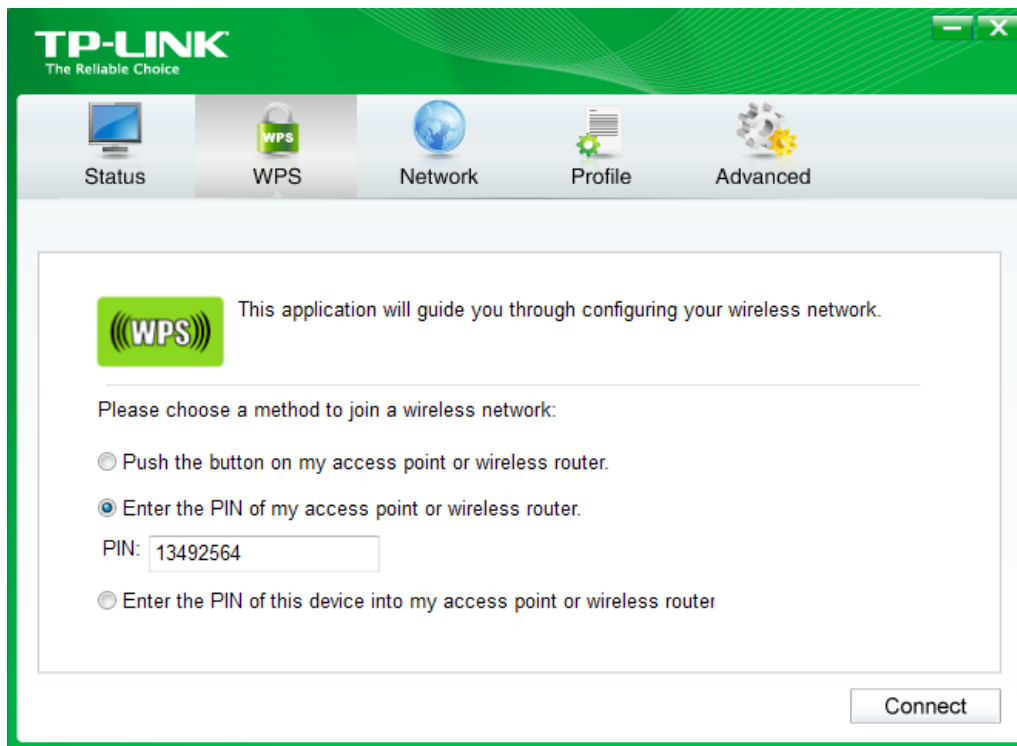 TP-LINK
The Reliable Choice
Status
WPS
WPS
Network
Profile
Advanced
(((WPS)))
This application will guide you through configuring your wireless network.
Please choose a method to join a wireless network:
Push the button on my access point or wireless router.
Enter the PIN of my access point or wireless router.
PIN: 13492564
Enter the PIN of this device into my access point or wireless router
Connect